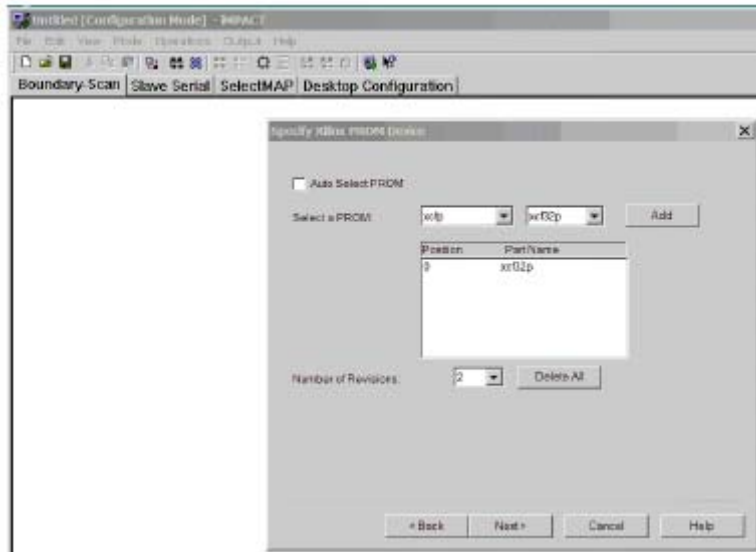 Untitled [Configuration Mode] - iMPACT
File Edit View Mode Operations Output Help
Boundary-Scan Slave Serial SelectMAP Desktop Configuration
Specify Xilinx PROM Device
Auto Select PROM
Select a PROM: xcfp xcf32p Add
Position Part Name
0 xcf32p
Number of Revisions: 2 Delete All
< Back Next > Cancel Help